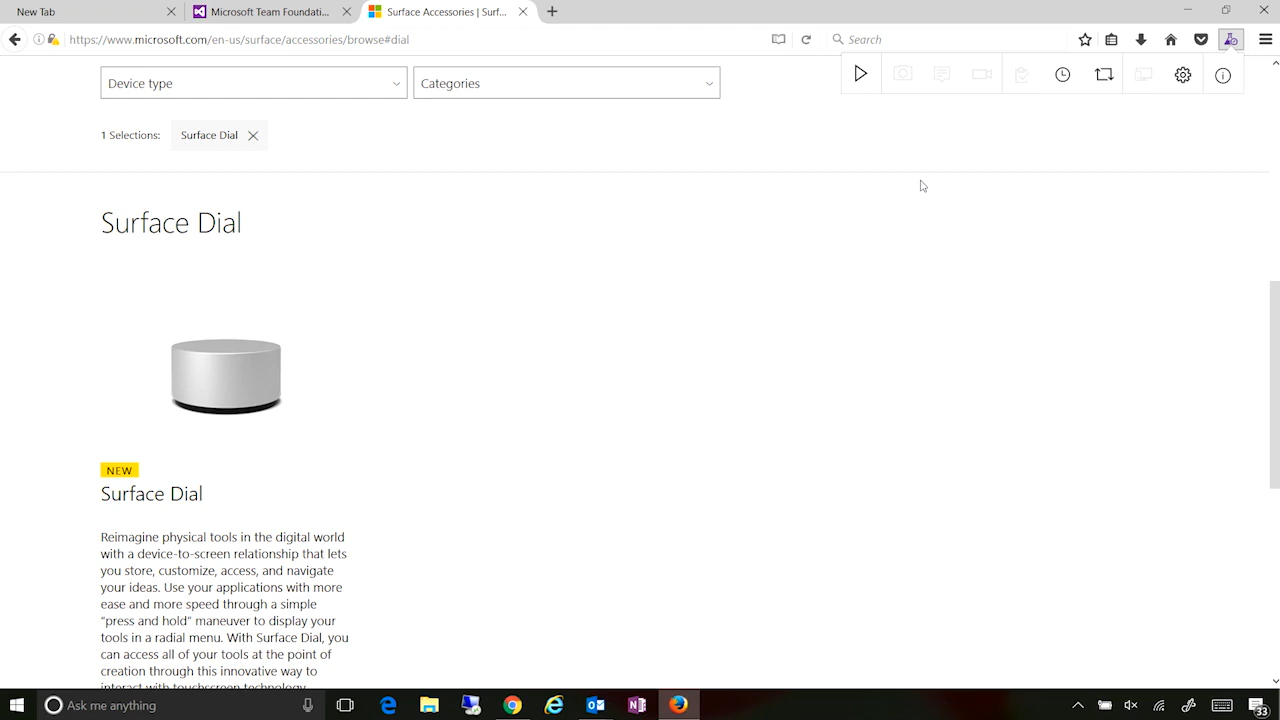 New Tab
Microsoft Team Foundati...
Surface Accessories | Surf...
https://www.microsoft.com/en-us/surface/accessories/browse#dial
Search
Device type
Categories
1 Selections:
Surface Dial
Surface Dial
NEW
Surface Dial
Reimagine physical tools in the digital world
with a device-to-screen relationship that lets
you store, customize, access, and navigate
your ideas. Use your applications with more
ease and more speed through a simple
“press and hold” maneuver to display your
tools in a radial menu. With Surface Dial, you
can access all of your tools at the point of
creation through this innovative way to
interact with touchscreen technology.
Ask me anything
33